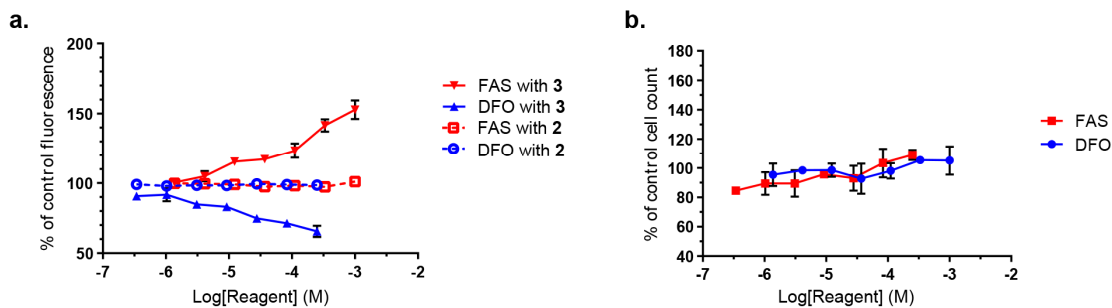 a.
% of control fluorescence
200
150
100
50
-7 -6 -5 -4 -3 -2
Log[Reagent] (M)
FAS with 3
DFO with 3
FAS with 2
DFO with 2
b.
% of control cell count
180
160
140
120
100
80
60
40
-7 -6 -5 -4 -3 -2
Log[Reagent] (M)
FAS
DFO